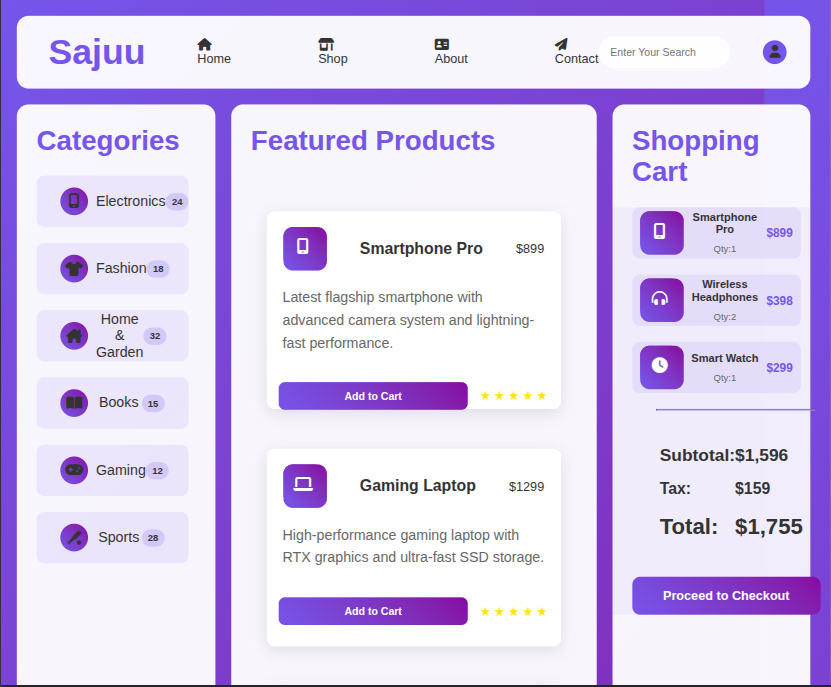 Sajuu
Home
Shop
About
Contact
Enter Your Search
Categories
Electronics 24
Fashion 18
Home
&
Garden
32
Books 15
Gaming 12
Sports 28
Featured Products
Smartphone Pro $899
Latest flagship smartphone with
advanced camera system and lightning-
fast performance.
Add to Cart ★★★★★
Gaming Laptop $1299
High-performance gaming laptop with
RTX graphics and ultra-fast SSD storage.
Add to Cart ★★★★★
Shopping
Cart
Smartphone
Pro
$899
Qty:1
Wireless
Headphones
$398
Qty:2
Smart Watch
$299
Qty:1
Subtotal: $1,596
Tax: $159
Total: $1,755
Proceed to Checkout